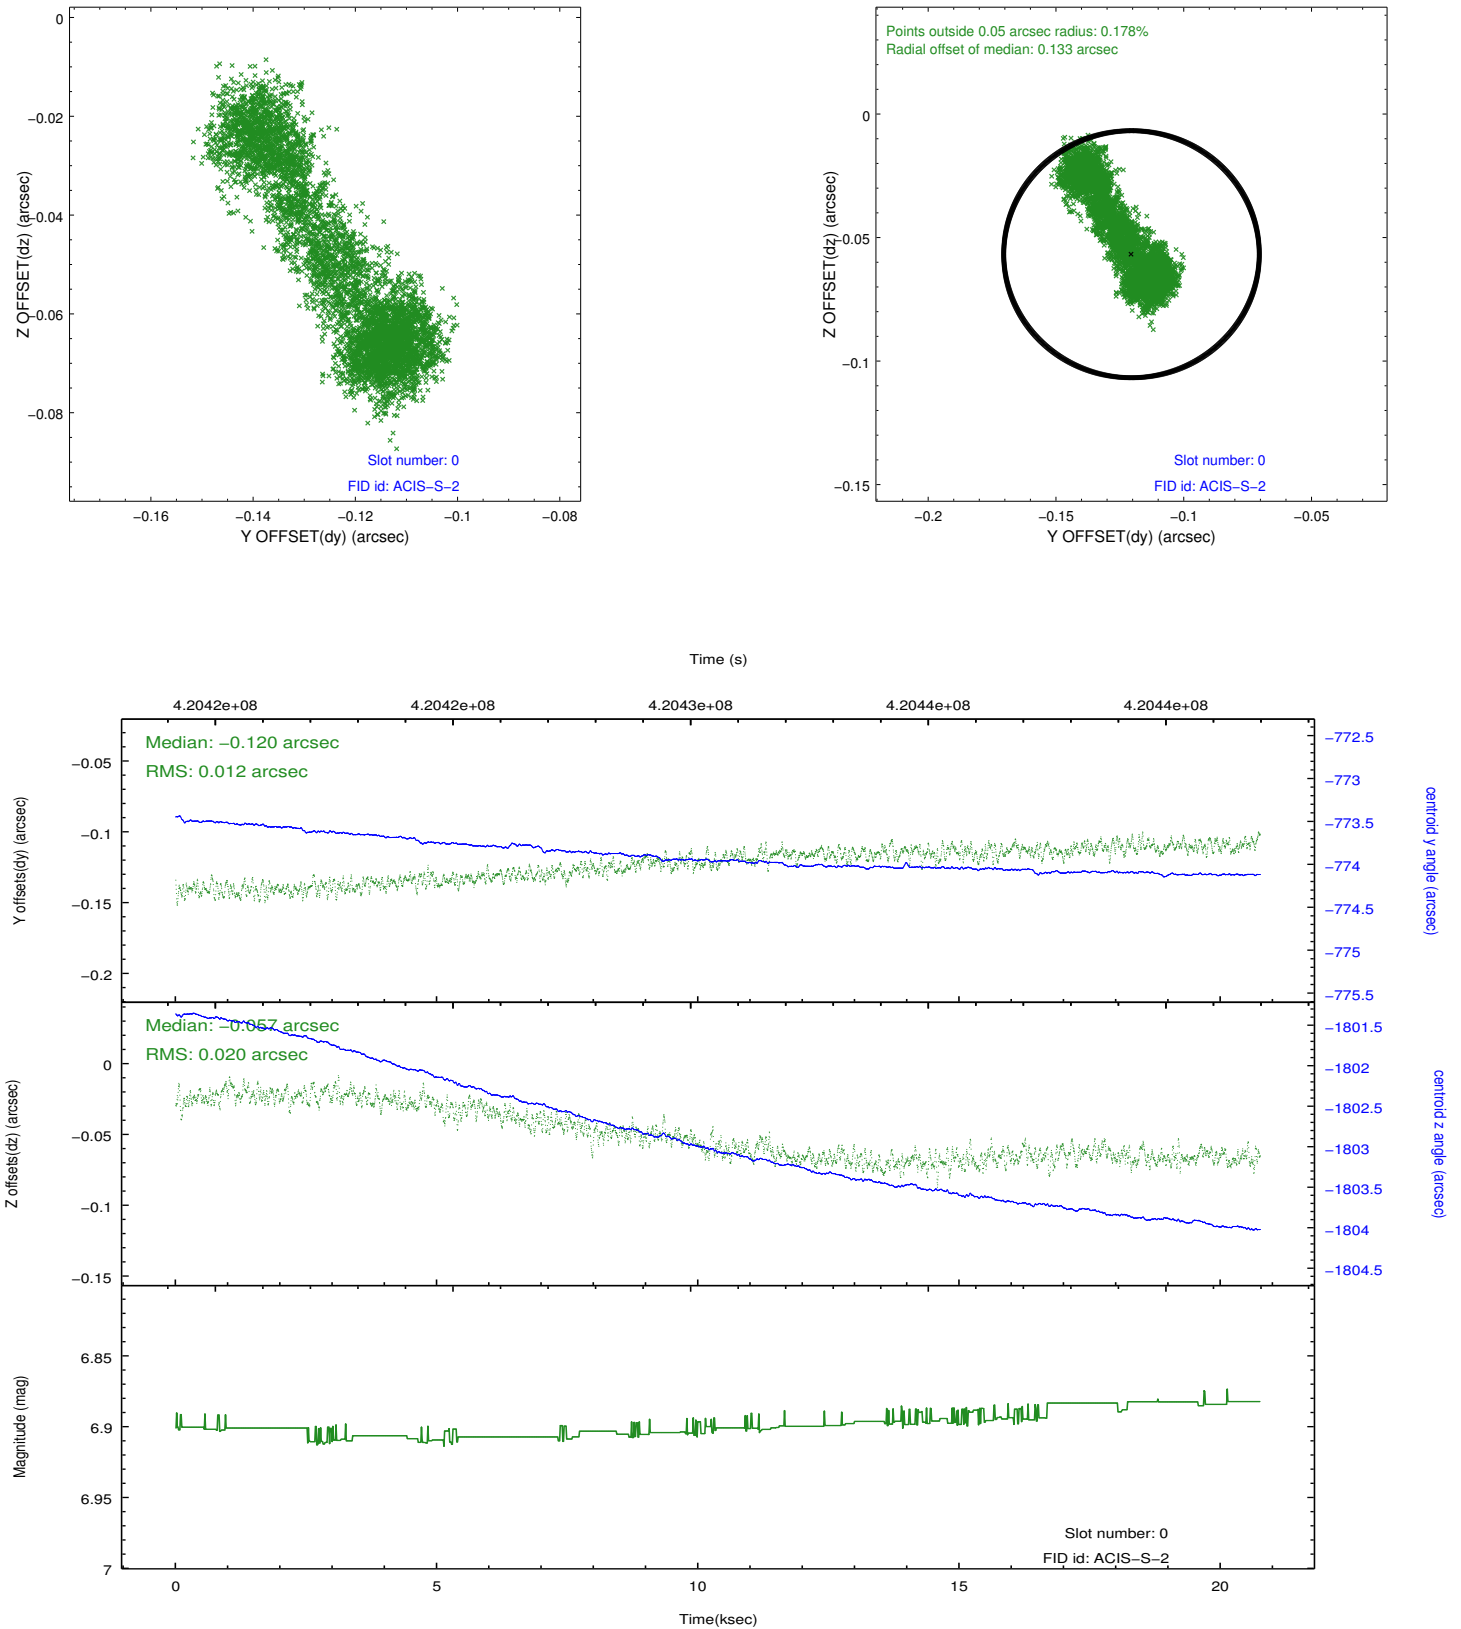 0
−0.02
−0.04
−0.06
−0.08
Z OFFSET(dz) (arcsec)
Slot number: 0
FID id: ACIS−S−2
−0.16
−0.14
−0.12
−0.1
−0.08
Y OFFSET(dy) (arcsec)
Points outside 0.05 arcsec radius: 0.178%
Radial offset of median: 0.133 arcsec
0
−0.05
−0.1
−0.15
Z OFFSET(dz) (arcsec)
Slot number: 0
FID id: ACIS−S−2
−0.2
−0.15
−0.1
−0.05
Y OFFSET(dy) (arcsec)
Time (s)
4.2042e+08
4.2042e+08
4.2043e+08
4.2044e+08
4.2044e+08
Median: −0.120 arcsec
RMS: 0.012 arcsec
−0.05
−0.1
−0.15
−0.2
Y offsets(dy) (arcsec)
−772.5
−773
−773.5
−774
−774.5
−775
−775.5
centroid y angle (arcsec)
Median: −0.057 arcsec
RMS: 0.020 arcsec
0
−0.05
−0.1
−0.15
Z offsets(dz) (arcsec)
−1801.5
−1802
−1802.5
−1803
−1803.5
−1804
−1804.5
centroid z angle (arcsec)
6.85
6.9
6.95
7
Magnitude (mag)
Slot number: 0
FID id: ACIS−S−2
0
5
10
15
20
Time(ksec)